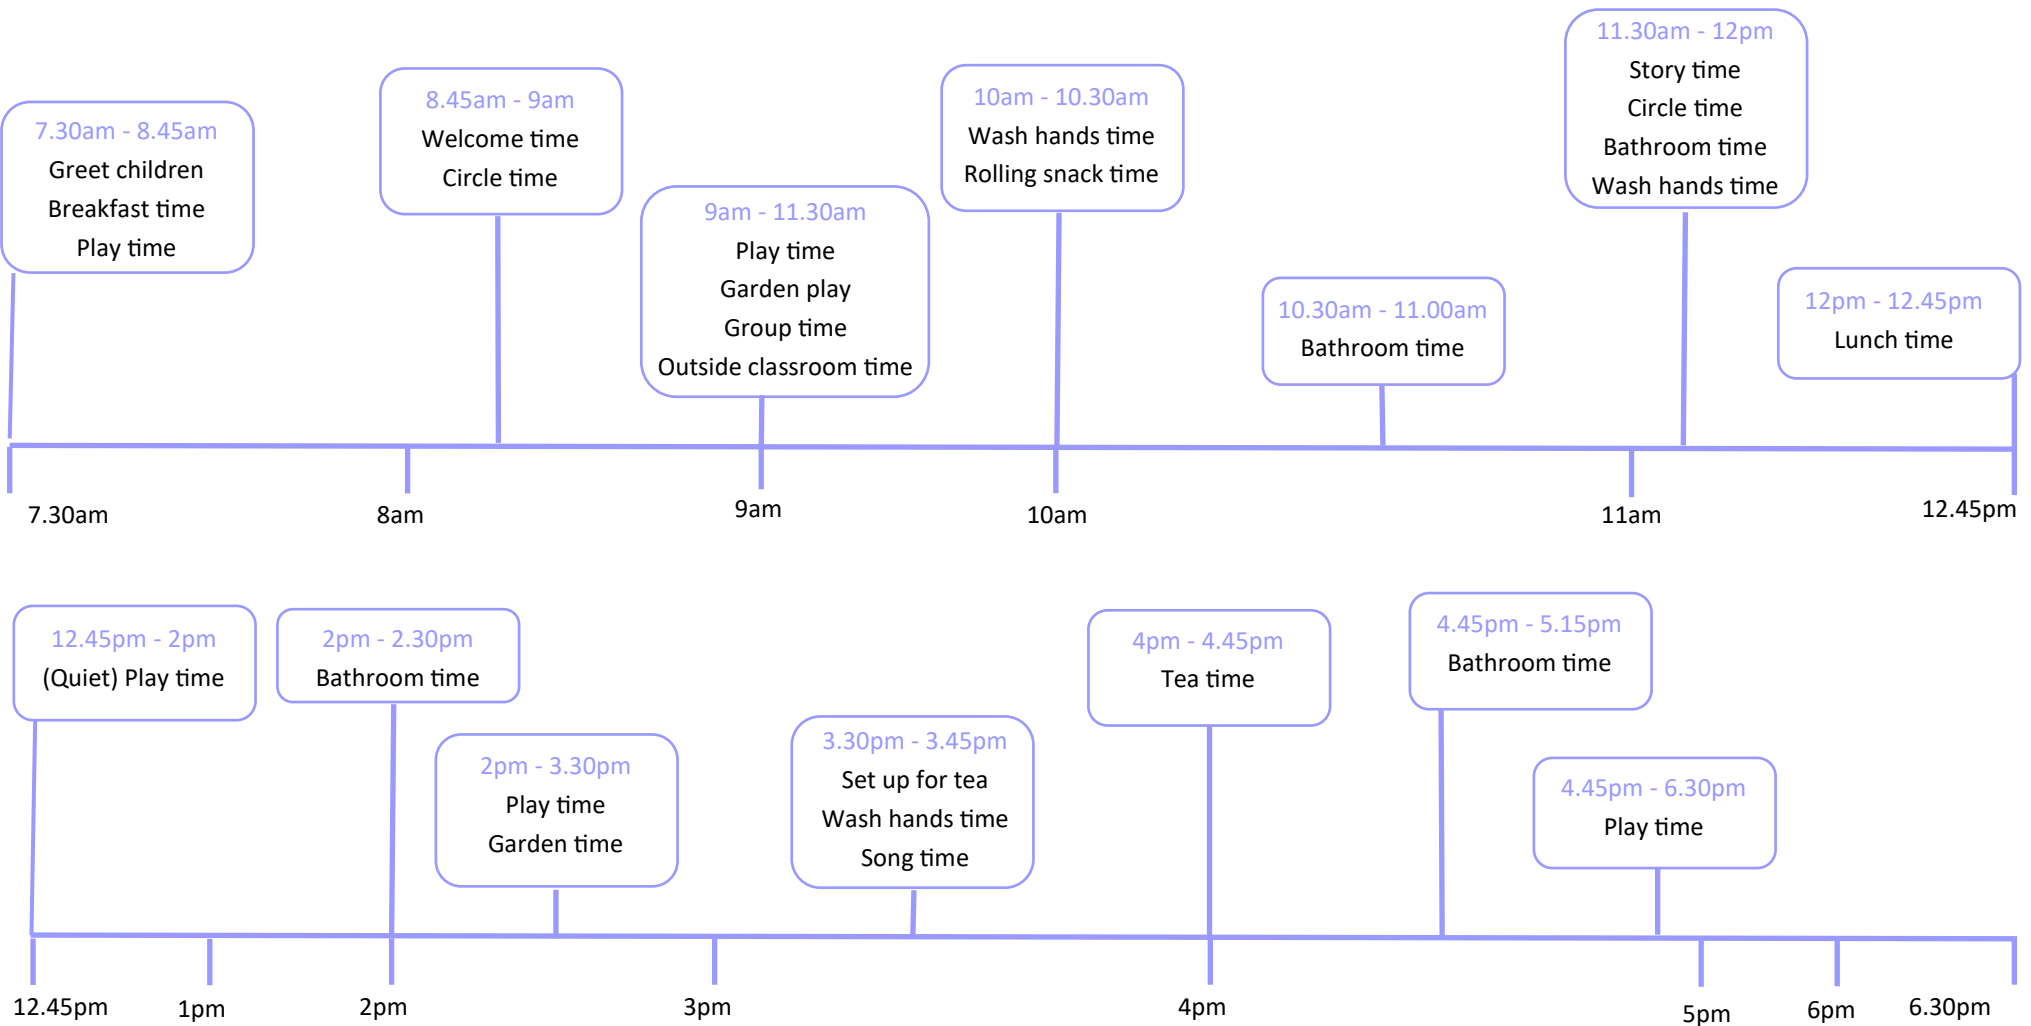 7.30am - 8.45am
Greet children
Breakfast time
Play time
8.45am - 9am
Welcome time
Circle time
9am - 11.30am
Play time
Garden play
Group time
Outside classroom time
10am - 10.30am
Wash hands time
Rolling snack time
10.30am - 11.00am
Bathroom time
11.30am - 12pm
Story time
Circle time
Bathroom time
Wash hands time
12pm - 12.45pm
Lunch time
7.30am
8am
9am
10am
11am
12.45pm
12.45pm - 2pm
(Quiet) Play time
2pm - 2.30pm
Bathroom time
2pm - 3.30pm
Play time
Garden time
3.30pm - 3.45pm
Set up for tea
Wash hands time
Song time
4pm - 4.45pm
Tea time
4.45pm - 5.15pm
Bathroom time
4.45pm - 6.30pm
Play time
12.45pm
1pm
2pm
3pm
4pm
5pm
6pm
6.30pm